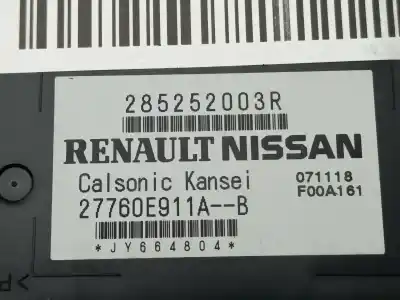 285252003R
RENAULT NISSAN
Calsonic Kansei 071118
27760E911A--B F00A161
*JY664804*
>P